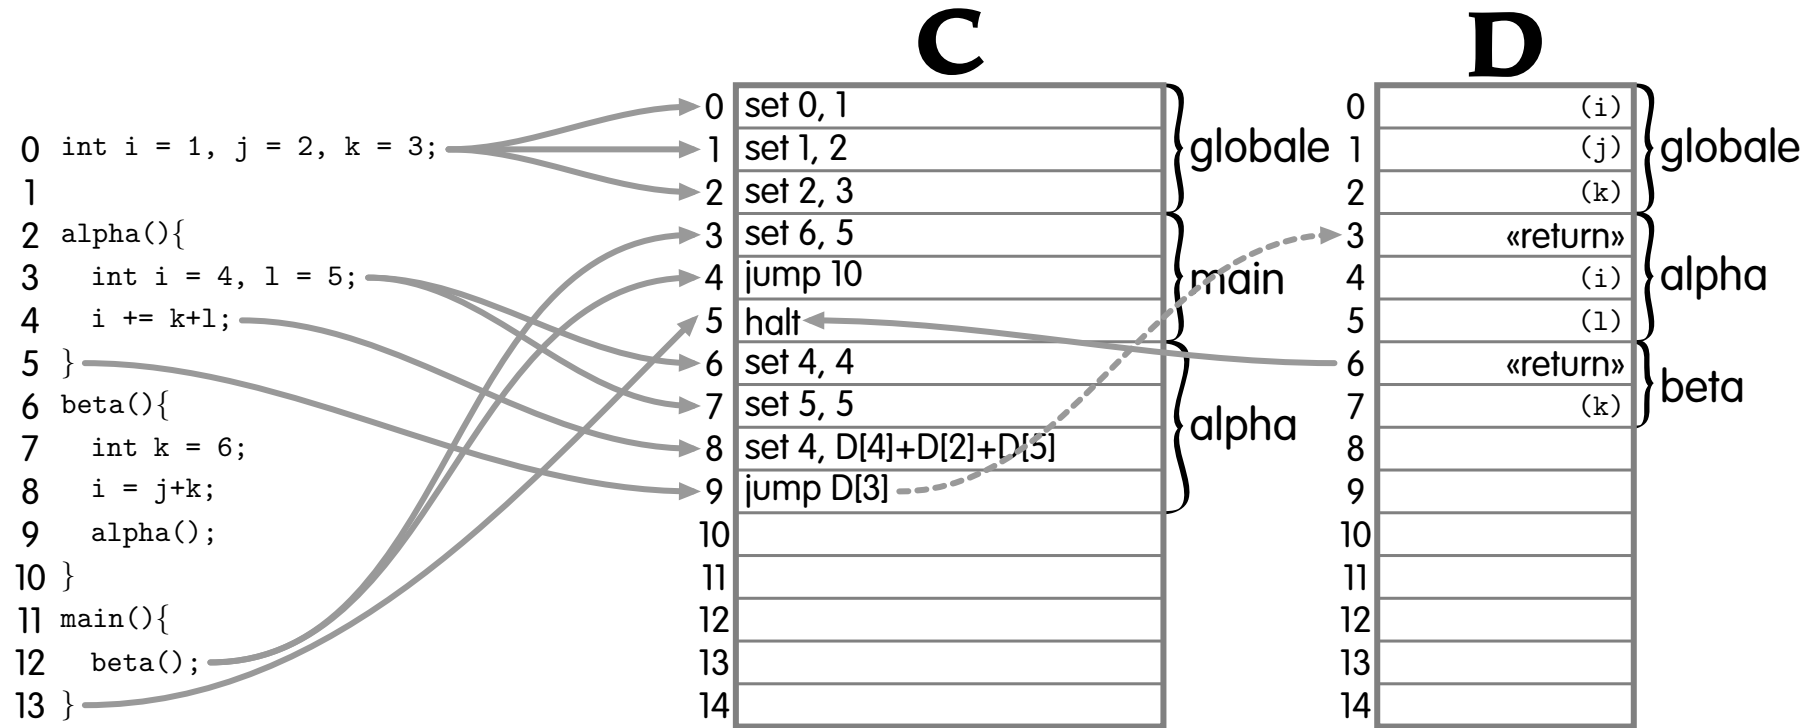 C D
0 int i = 1, j = 2, k = 3;
1
2 alpha(){
3 int i = 4, l = 5;
4 i += k+l;
5 }
6 beta(){
7 int k = 6;
8 i = j+k;
9 alpha();
10 }
11 main(){
12 beta();
13 }
0 set 0, 1
1 set 1, 2
2 set 2, 3
globale
3 set 6, 5
4 jump 10
5 halt
main
6 set 4, 4
7 set 5, 5
8 set 4, D[4]+D[2]+D[5]
9 jump D[3]
alpha
10
11
12
13
14
0 (i)
1 (j)
2 (k)
globale
3 «return»
4 (i)
5 (l)
alpha
6 «return»
7 (k)
beta
8
9
10
11
12
13
14